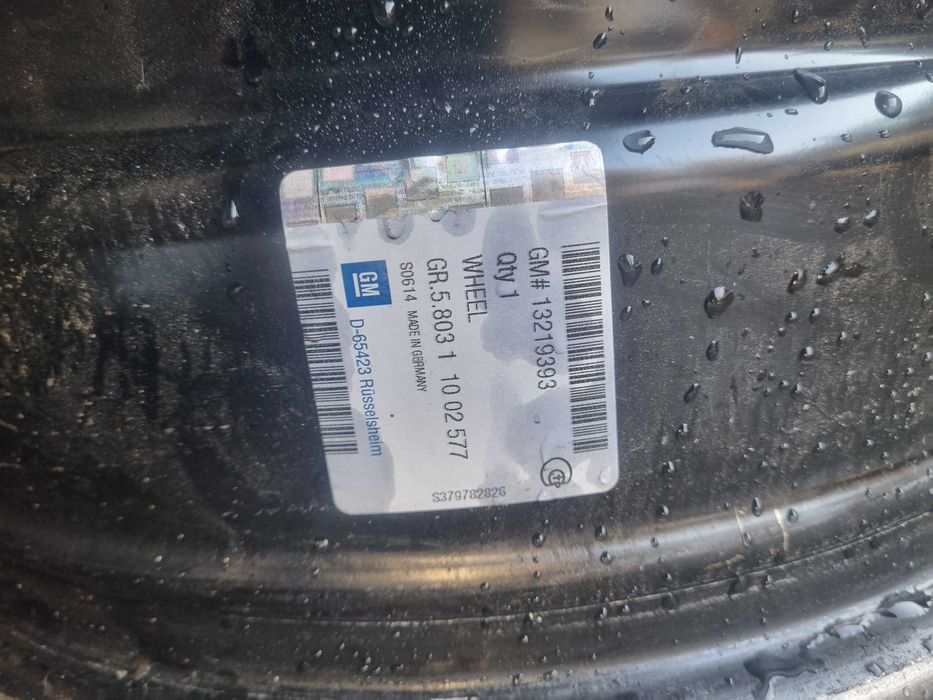 GM# 13219393
Qty 1
WHEEL
GR.5.803 1 10 02 577
S0614 MADE IN GERMANY
GM D-65423 Rüsselsheim
S379782826